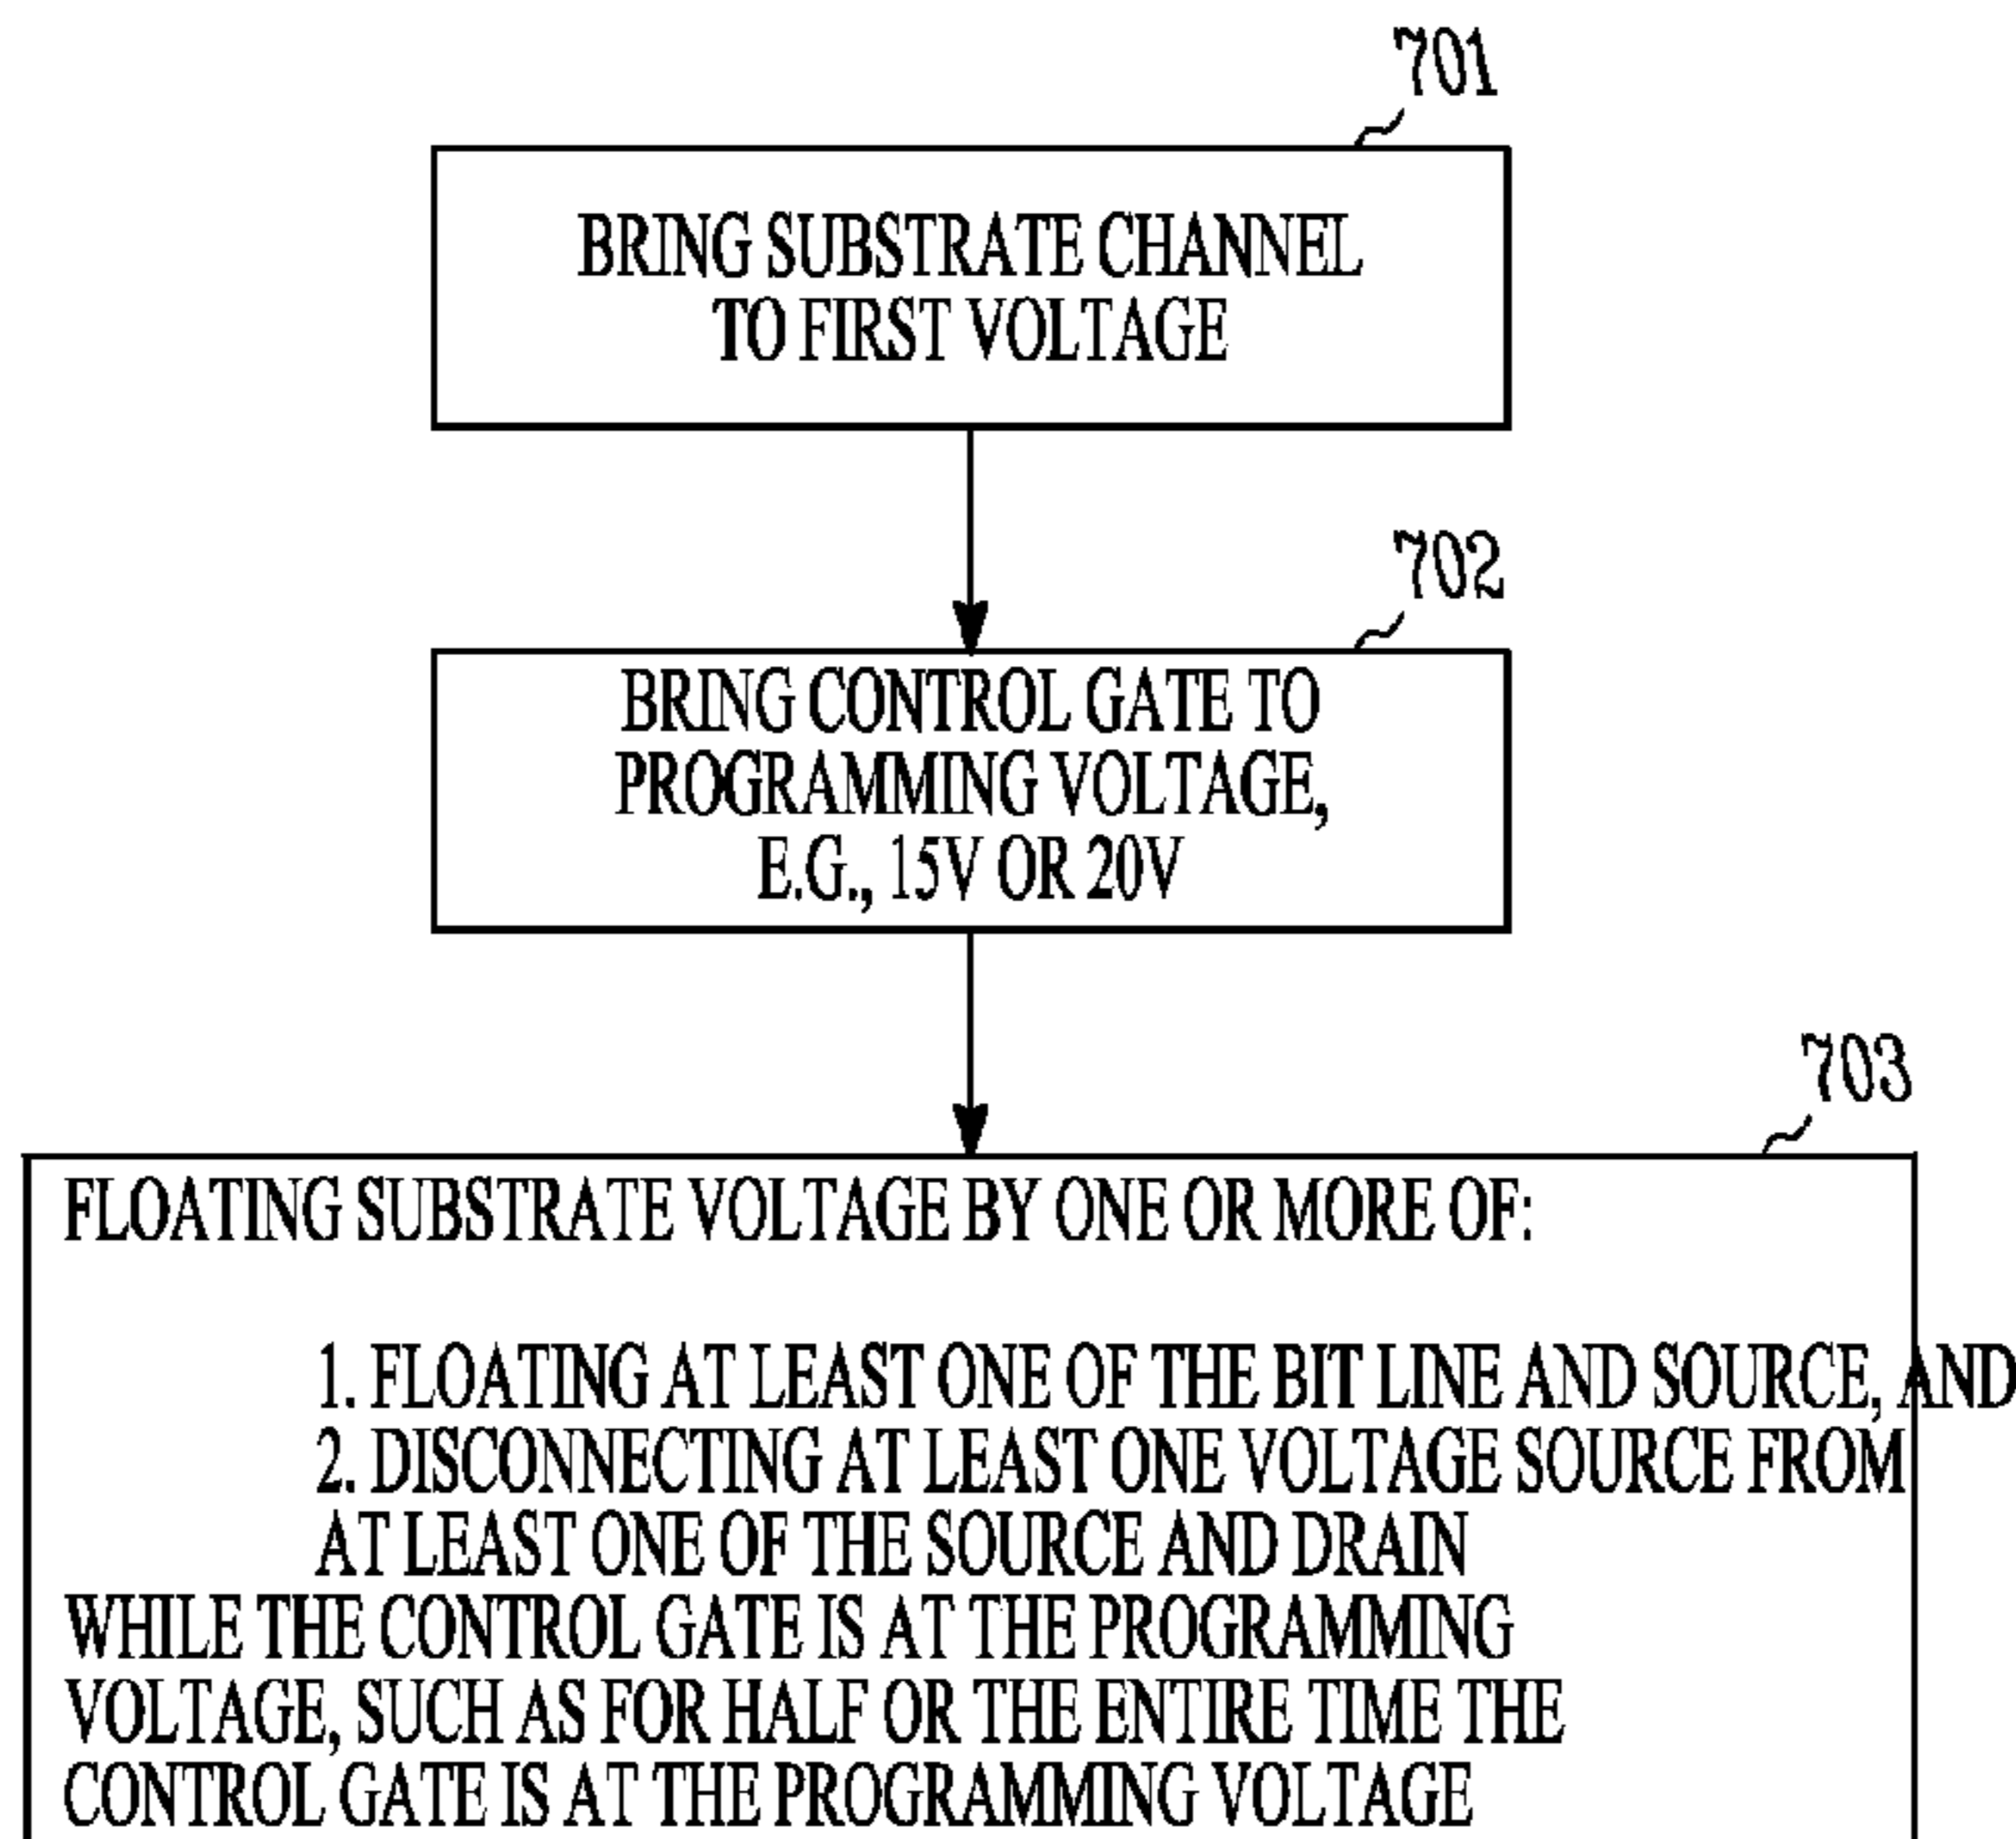 701
BRING SUBSTRATE CHANNEL
TO FIRST VOLTAGE
702
BRING CONTROL GATE TO
PROGRAMMING VOLTAGE,
E.G., 15V OR 20V
703
FLOATING SUBSTRATE VOLTAGE BY ONE OR MORE OF:
1. FLOATING AT LEAST ONE OF THE BIT LINE AND SOURCE, AND
2. DISCONNECTING AT LEAST ONE VOLTAGE SOURCE FROM
AT LEAST ONE OF THE SOURCE AND DRAIN
WHILE THE CONTROL GATE IS AT THE PROGRAMMING
VOLTAGE, SUCH AS FOR HALF OR THE ENTIRE TIME THE
CONTROL GATE IS AT THE PROGRAMMING VOLTAGE